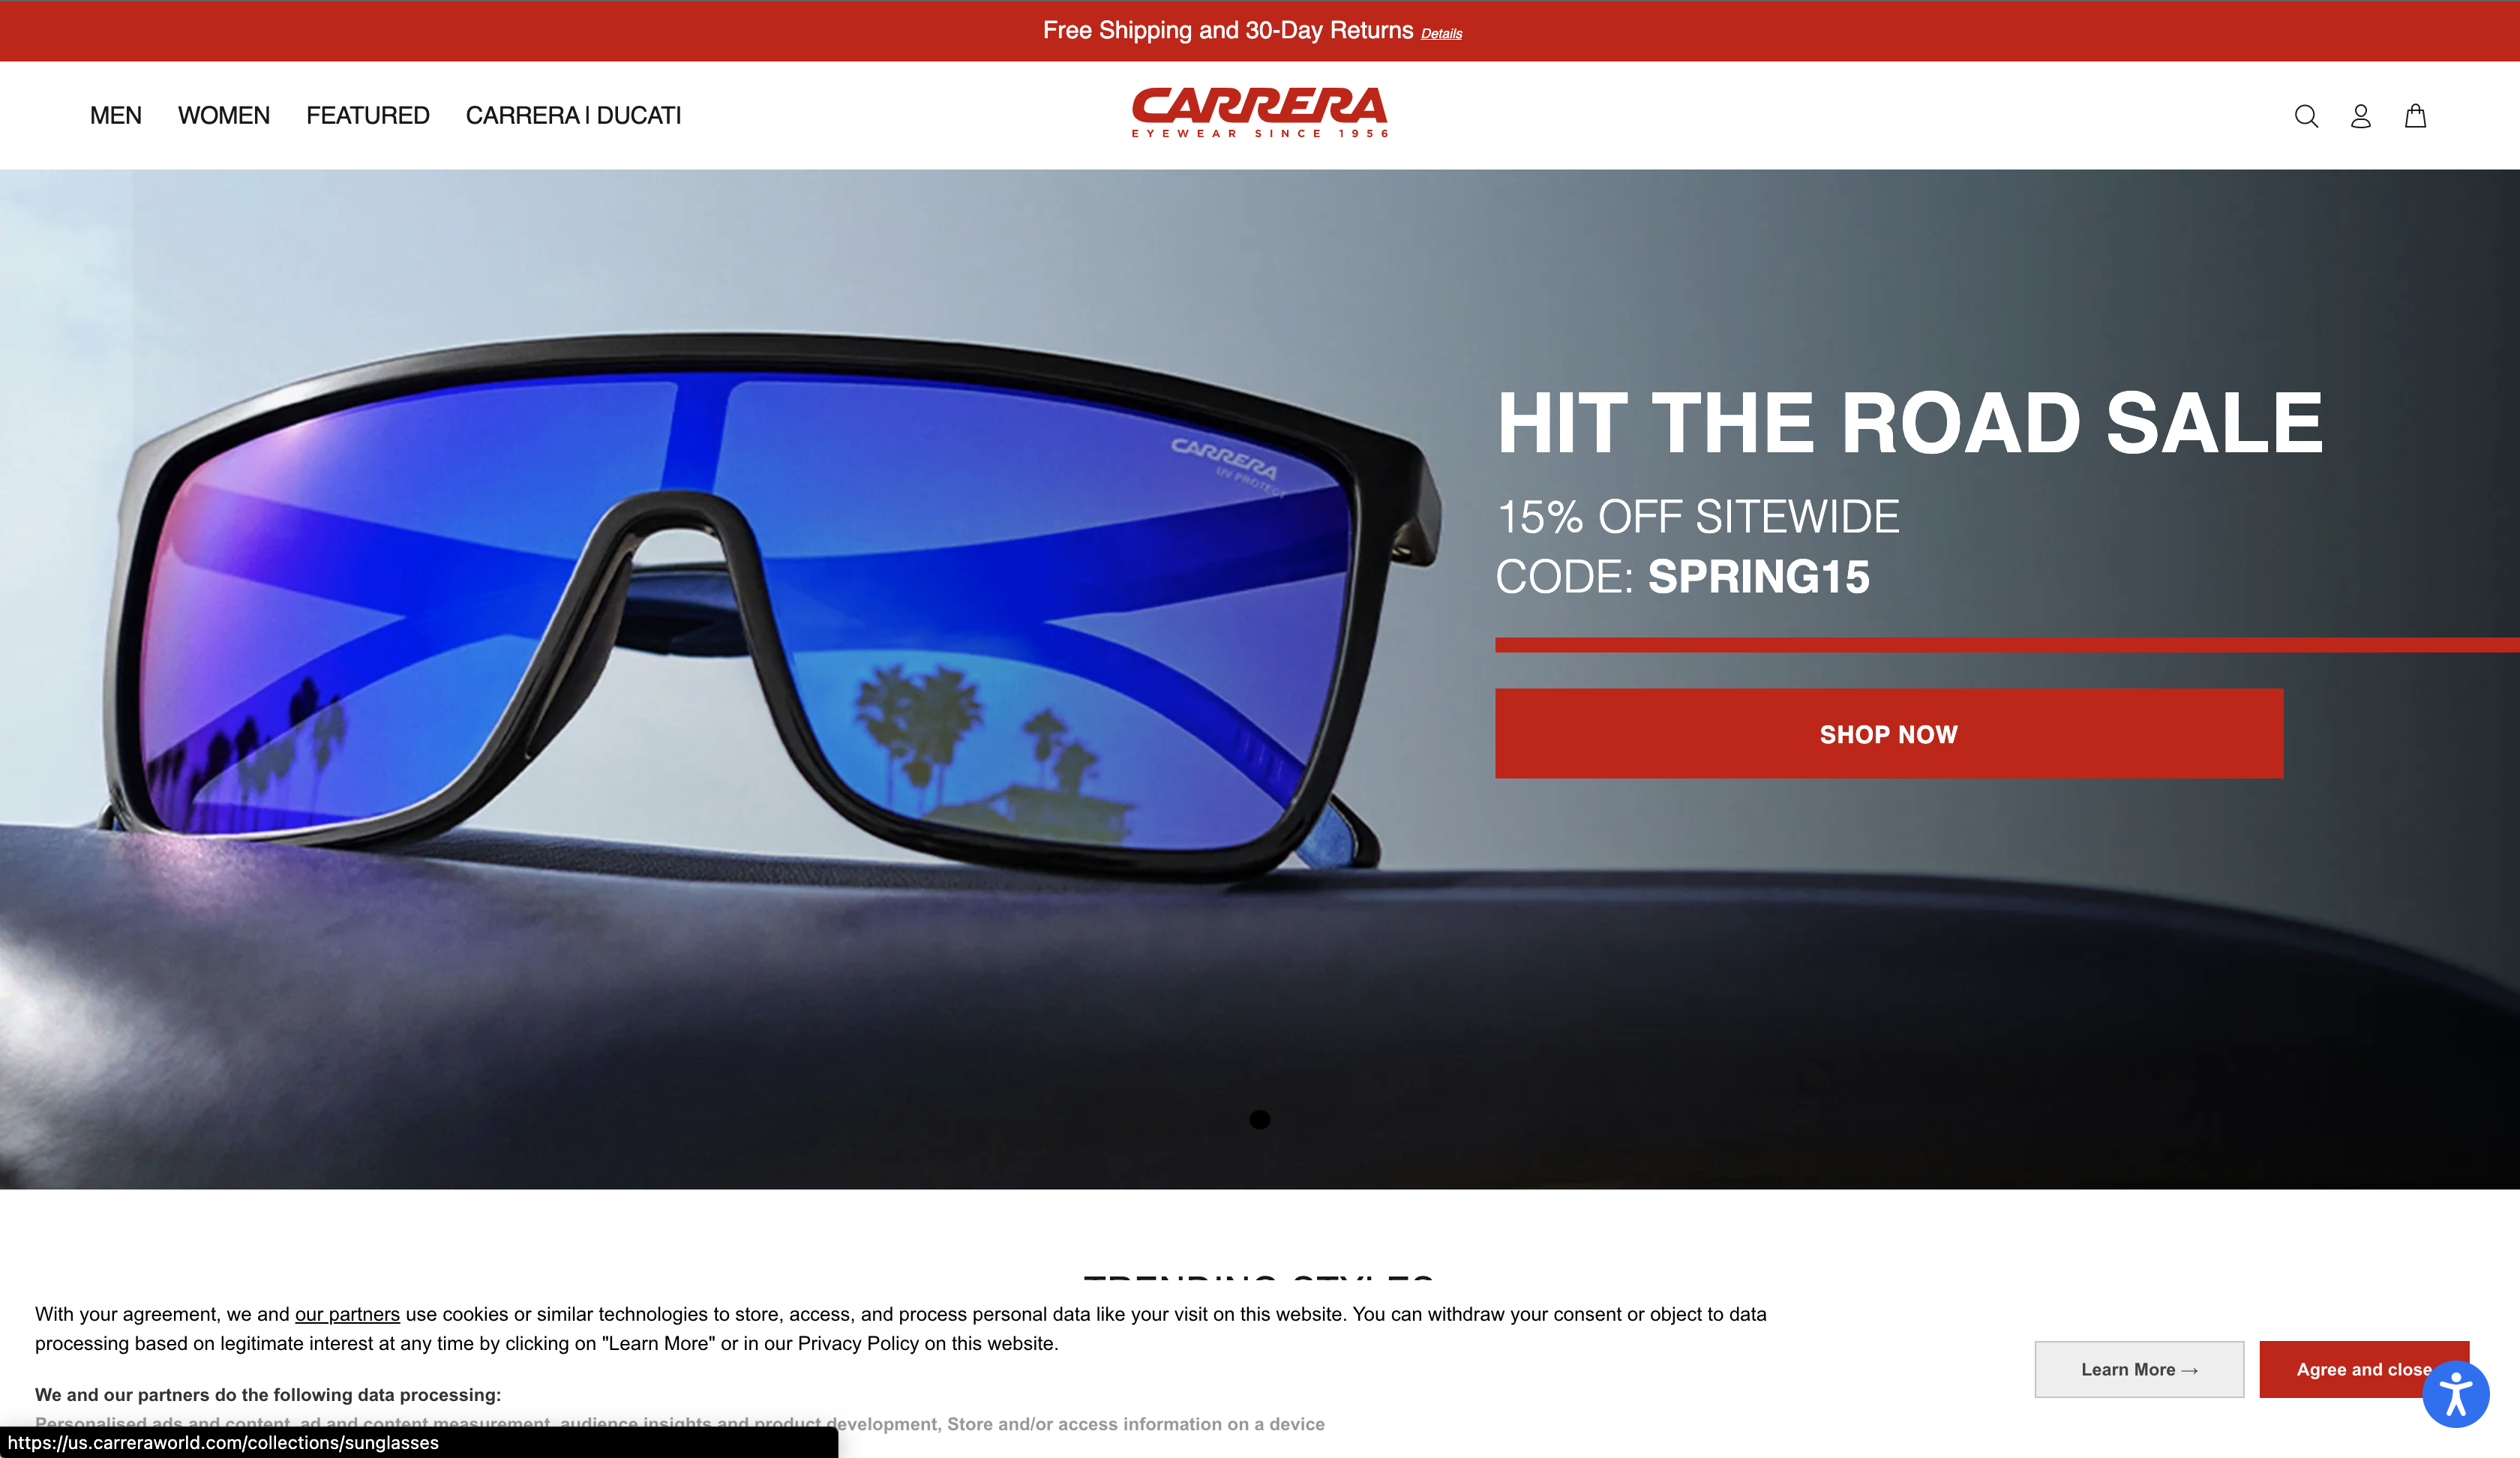 Free Shipping and 30-Day Returns Details
MEN WOMEN FEATURED CARRERA | DUCATI
CARRERA
EYEWEAR SINCE 1956
CARRERA
UV PROTECT
HIT THE ROAD SALE
15% OFF SITEWIDE
CODE: SPRING15
SHOP NOW
TRENDING STYLES
With your agreement, we and our partners use cookies or similar technologies to store, access, and process personal data like your visit on this website. You can withdraw your consent or object to data
processing based on legitimate interest at any time by clicking on "Learn More" or in our Privacy Policy on this website.
Learn More →
Agree and close
We and our partners do the following data processing:
Personalised ads and content, ad and content measurement, audience insights and product development, Store and/or access information on a device
https://us.carreraworld.com/collections/sunglasses